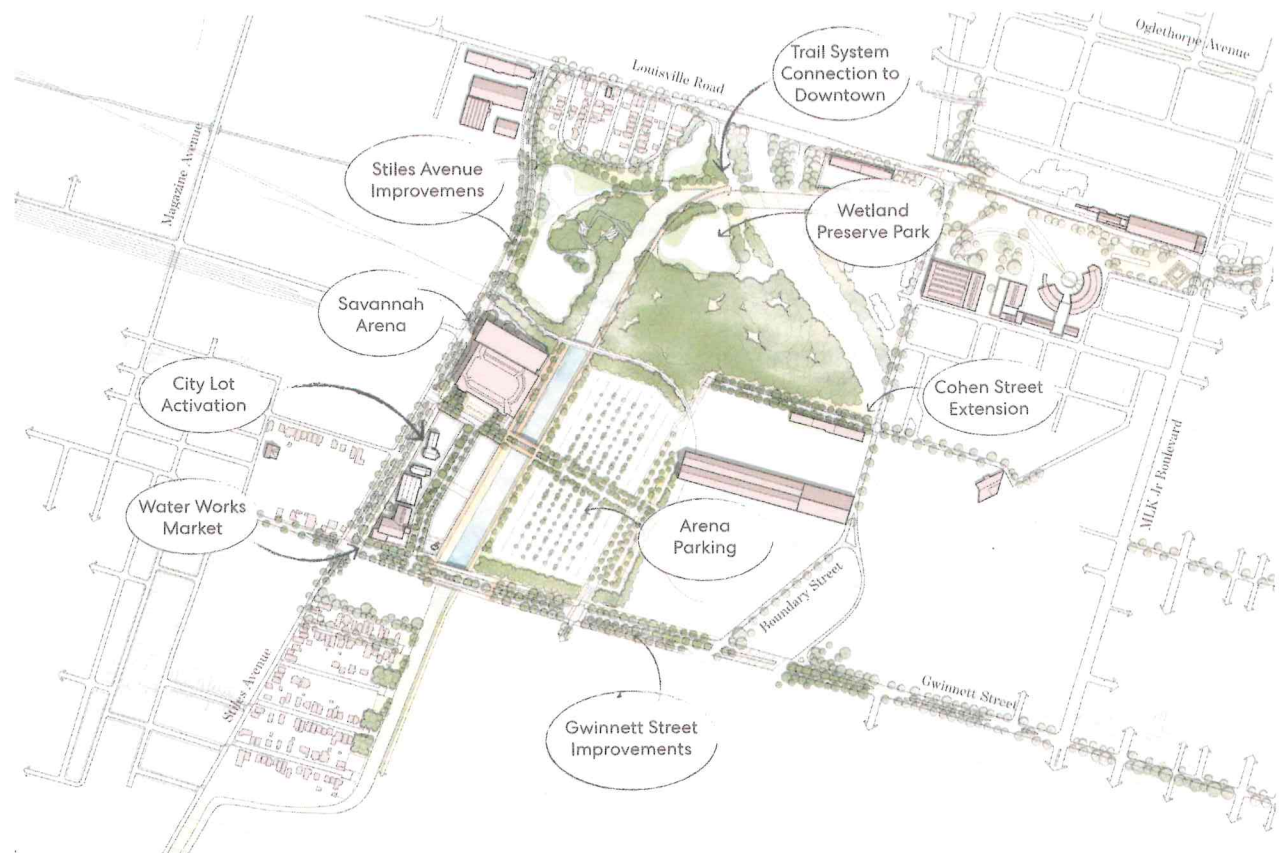 Oglethorpe Avenue
Trail System
Connection to
Downtown
Louisville Road
Magazine Avenue
Stiles Avenue
Improvemens
Wetland
Preserve Park
Savannah
Arena
City Lot
Activation
Cohen Street
Extension
MLK Jr Boulevard
Water Works
Market
Arena
Parking
Boundary Street
Stiles Avenue
Gwinnett Street
Gwinnett Street
Improvements